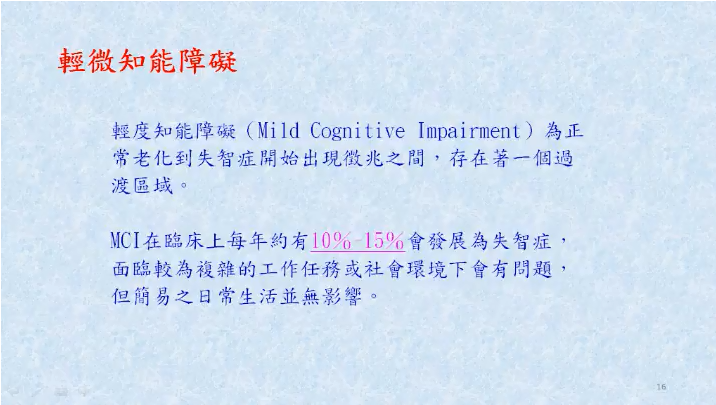 輕微知能障礙
輕度知能障礙（Mild Cognitive Impairment）為正
常老化到失智症開始出現徵兆之間，存在著一個過
渡區域。
MCI在臨床上每年約有10%-15%會發展為失智症，
面臨較為複雜的工作任務或社會環境下會有問題，
但簡易之日常生活並無影響。
16